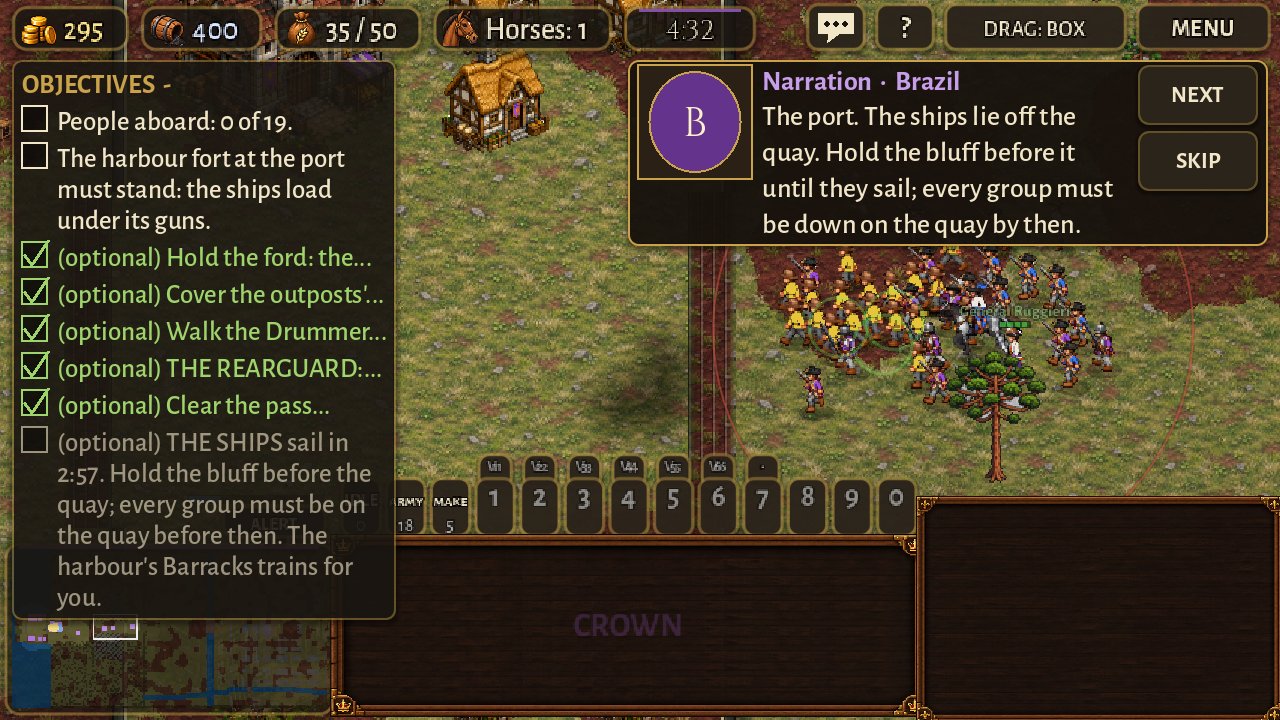 295
400
35 / 50
Horses: 1
4:32
?
DRAG: BOX
MENU
OBJECTIVES -
People aboard: 0 of 19.
The harbour fort at the port
must stand: the ships load
under its guns.
(optional) Hold the ford: the...
(optional) Cover the outposts'...
(optional) Walk the Drummer...
(optional) THE REARGUARD:...
(optional) Clear the pass...
(optional) THE SHIPS sail in
2:57. Hold the bluff before the
quay; every group must be on
the quay before then. The
harbour's Barracks trains for
you.
B
Narration · Brazil
The port. The ships lie off the
quay. Hold the bluff before it
until they sail; every group must
be down on the quay by then.
NEXT
SKIP
General Ruggieri
ARMY
18
MAKE
5
1
2
3
4
5
6
7
8
9
0
CROWN